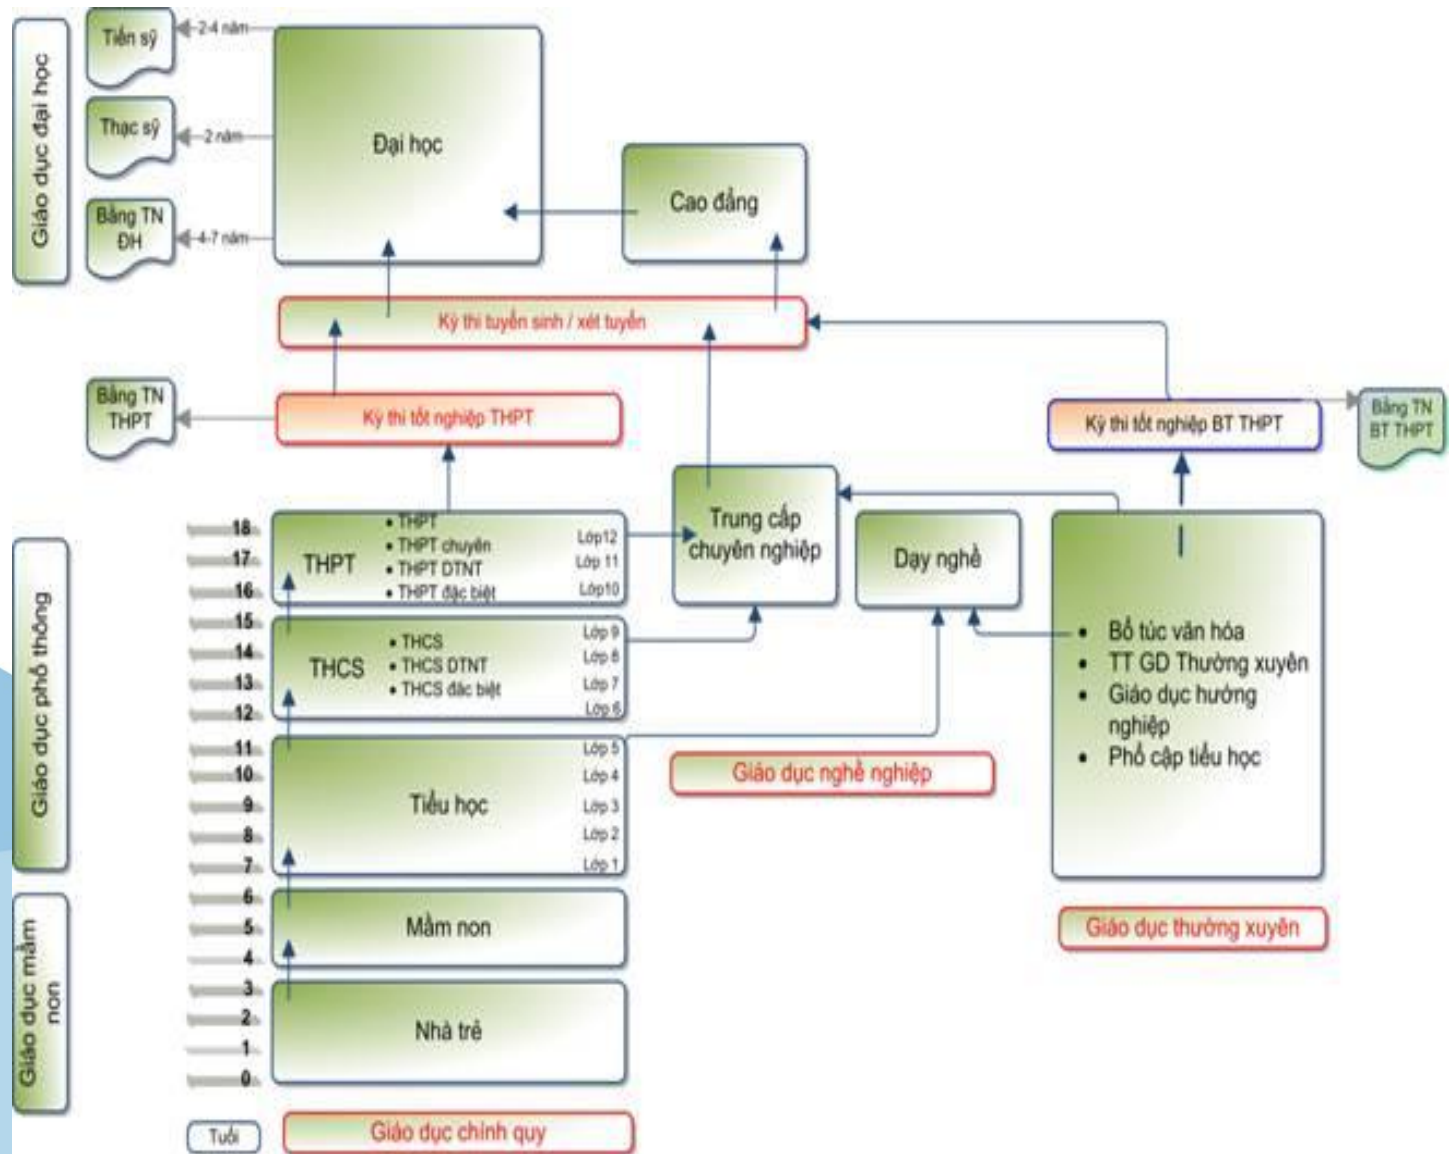 Giáo dục đại học
Tiến sỹ
2-4 năm
Thạc sỹ
2 năm
Bằng TN
ĐH
4-7 năm
Đại học
Cao đẳng
Kỳ thi tuyển sinh / xét tuyển
Bằng TN
THPT
Kỳ thi tốt nghiệp THPT
Kỳ thi tốt nghiệp BT THPT
Bằng TN
BT THPT
Giáo dục phổ thông
18
17
16
15
14
13
12
11
10
9
8
7
6
5
4
3
2
1
0
THPT
• THPT
• THPT chuyên
• THPT DTNT
• THPT đặc biệt
Lớp12
Lớp 11
Lớp10
THCS
• THCS
• THCS DTNT
• THCS đăc biệt
Lớp 9
Lớp 8
Lớp 7
Lớp 6
Tiểu học
Lớp 5
Lớp 4
Lớp 3
Lớp 2
Lớp 1
Trung cấp
chuyên nghiệp
Dạy nghề
Giáo dục nghề nghiệp
• Bổ túc văn hóa
• TT GD Thường xuyên
• Giáo dục hướng
nghiệp
• Phổ cập tiểu học
Giáo dục thường xuyên
Giáo dục mầm
non
Mầm non
Nhà trẻ
Tuổi
Giáo dục chính quy